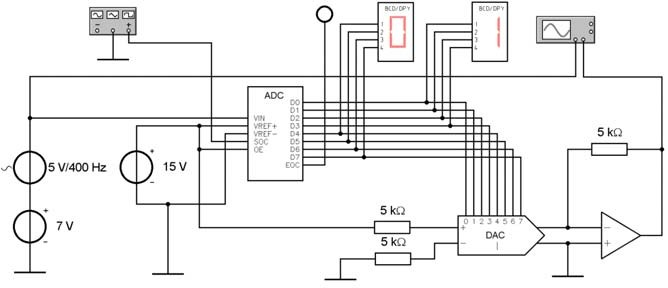 BCD/DPY
BCD/DPY
1
2
3
4
0
1
2
3
4
1
− +
ADC
VIN
VREF+
VREF-
SOC
OE
D0
D1
D2
D3
D4
D5
D6
D7
EOC
5 kΩ
5 V/400 Hz
+
−
15 V
+
−
7 V
5 kΩ
5 kΩ
0 1 2 3 4 5 6 7
+
−
DAC
I
−
+